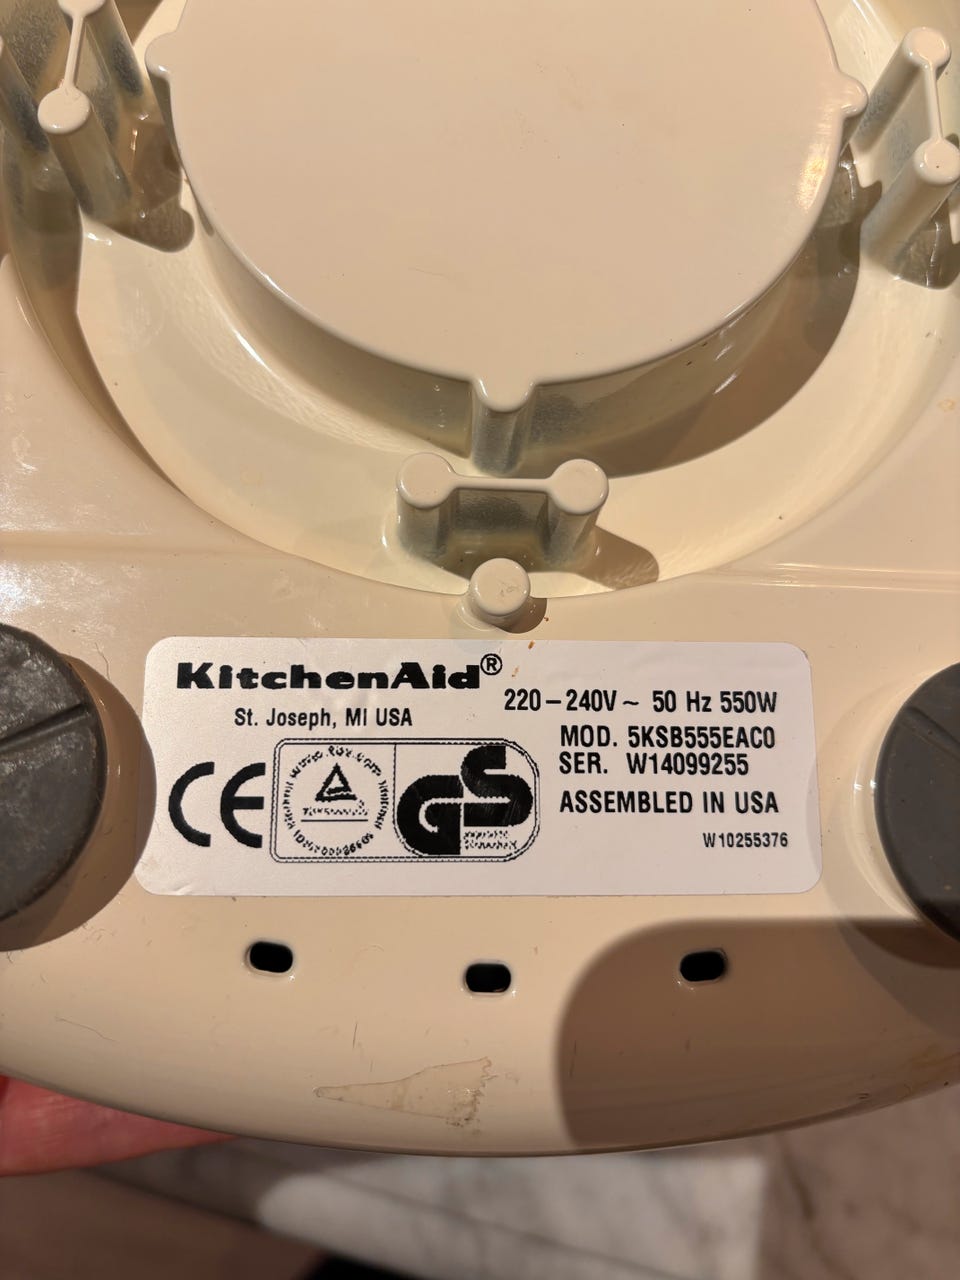 KitchenAid®
St. Joseph, MI USA
220-240V~ 50 Hz 550W
MOD. 5KSB555EAC0
SER. W14099255
ASSEMBLED IN USA
W10255376
CE
GS